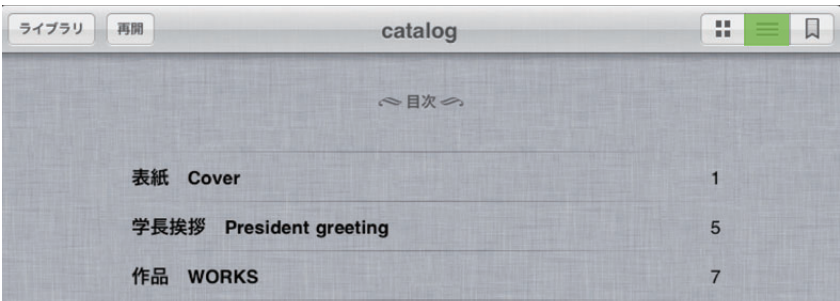 ライブラリ 再開 catalog
目次
表紙 Cover 1
学長挨拶 President greeting 5
作品 WORKS 7